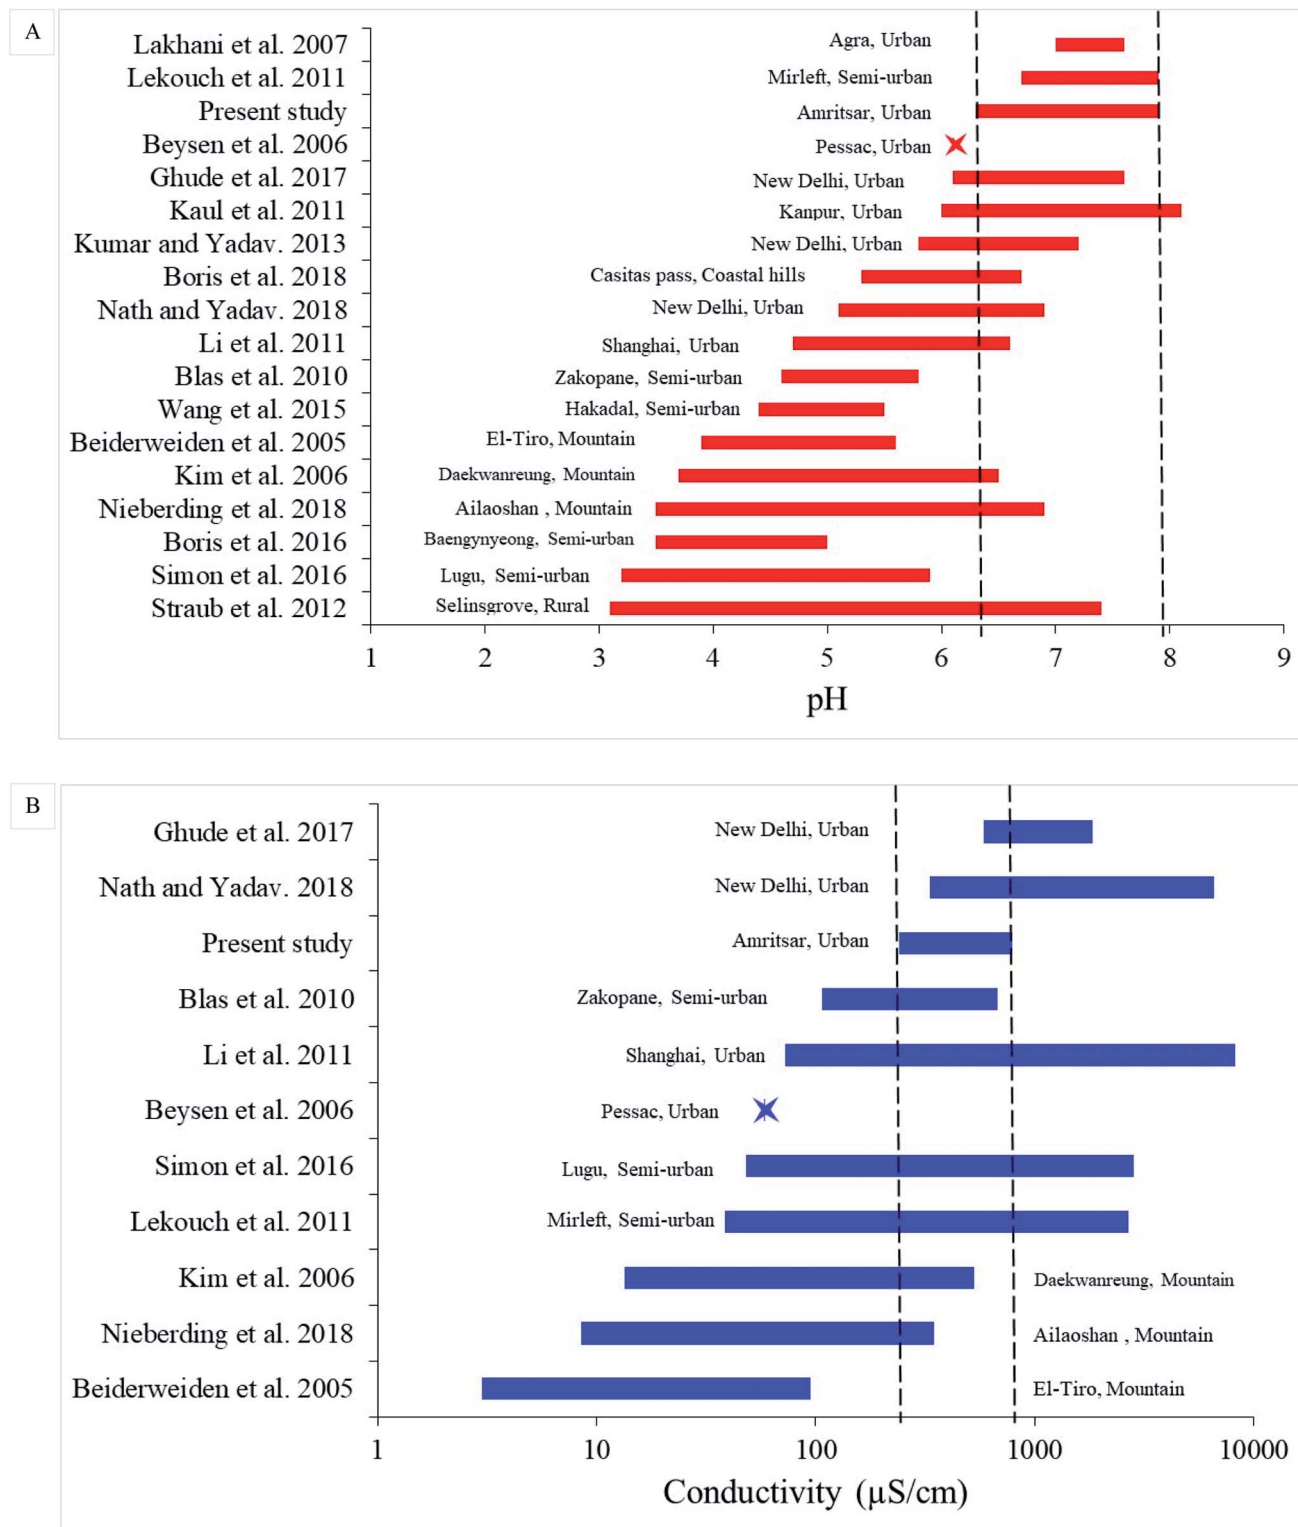 A
Lakhani et al. 2007 Agra, Urban
Lekouch et al. 2011 Mirleft, Semi-urban
Present study Amritsar, Urban
Beysen et al. 2006 Pessac, Urban
Ghude et al. 2017 New Delhi, Urban
Kaul et al. 2011 Kanpur, Urban
Kumar and Yadav. 2013 New Delhi, Urban
Boris et al. 2018 Casitas pass, Coastal hills
Nath and Yadav. 2018 New Delhi, Urban
Li et al. 2011 Shanghai, Urban
Blas et al. 2010 Zakopane, Semi-urban
Wang et al. 2015 Hakadal, Semi-urban
Beiderweiden et al. 2005 El-Tiro, Mountain
Kim et al. 2006 Daekwanreung, Mountain
Nieberding et al. 2018 Ailaoshan , Mountain
Boris et al. 2016 Baengynyeong, Semi-urban
Simon et al. 2016 Lugu, Semi-urban
Straub et al. 2012 Selinsgrove, Rural
1 2 3 4 5 6 7 8 9
pH
B
Ghude et al. 2017 New Delhi, Urban
Nath and Yadav. 2018 New Delhi, Urban
Present study Amritsar, Urban
Blas et al. 2010 Zakopane, Semi-urban
Li et al. 2011 Shanghai, Urban
Beysen et al. 2006 Pessac, Urban
Simon et al. 2016 Lugu, Semi-urban
Lekouch et al. 2011 Mirleft, Semi-urban
Kim et al. 2006 Daekwanreung, Mountain
Nieberding et al. 2018 Ailaoshan , Mountain
Beiderweiden et al. 2005 El-Tiro, Mountain
1 10 100 1000 10000
Conductivity (µS/cm)